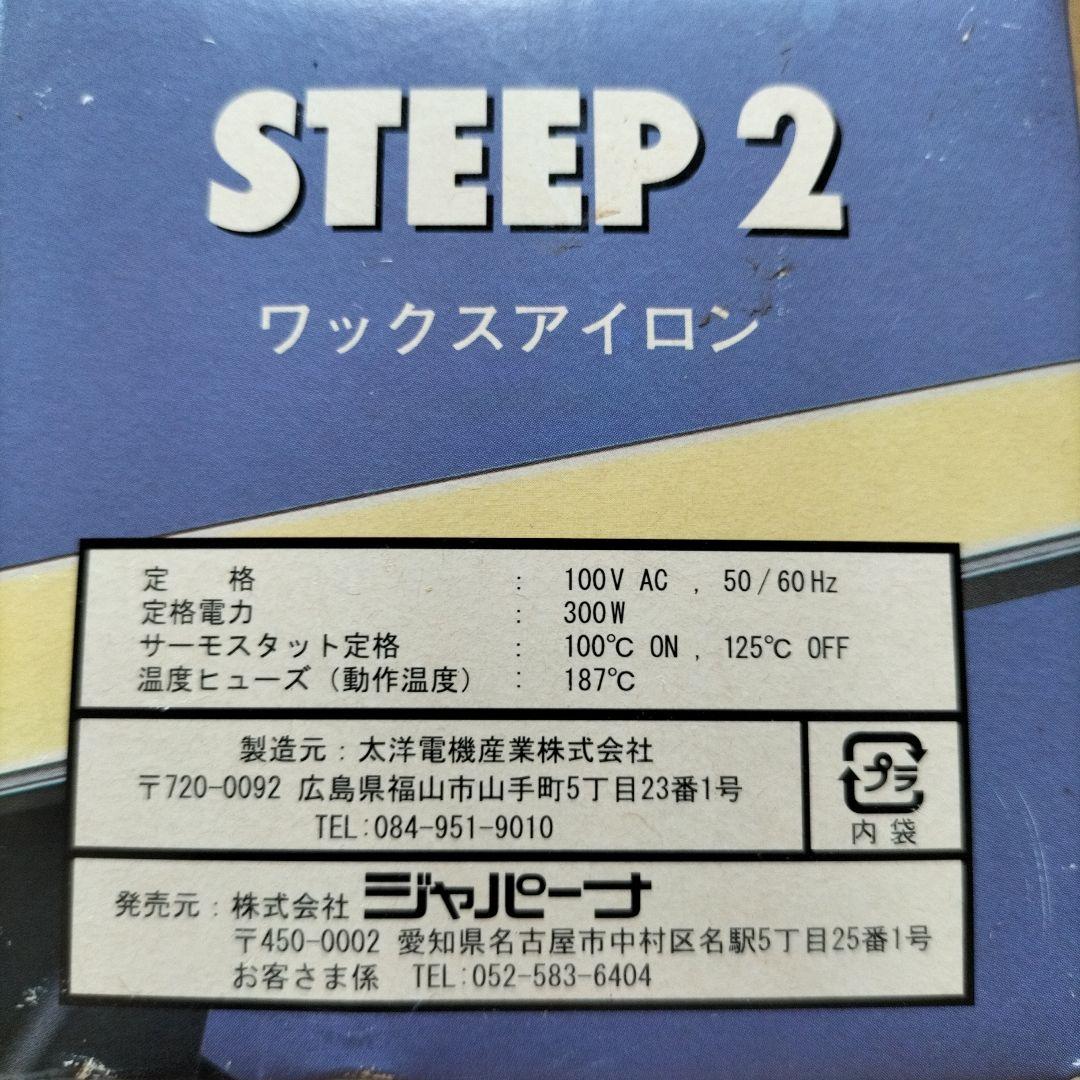 STEEP 2
ワックスアイロン
定 格 : 100V AC , 50/60Hz
定格電力 : 300W
サーモスタット定格 : 100℃ ON , 125℃ OFF
温度ヒューズ（動作温度） : 187℃
製造元:太洋電機産業株式会社
〒720-0092 広島県福山市山手町5丁目23番1号
TEL:084-951-9010
プラ
内 袋
発売元:株式会社 ジャパーナ
〒450-0002 愛知県名古屋市中村区名駅5丁目25番1号
お客さま係 TEL:052-583-6404